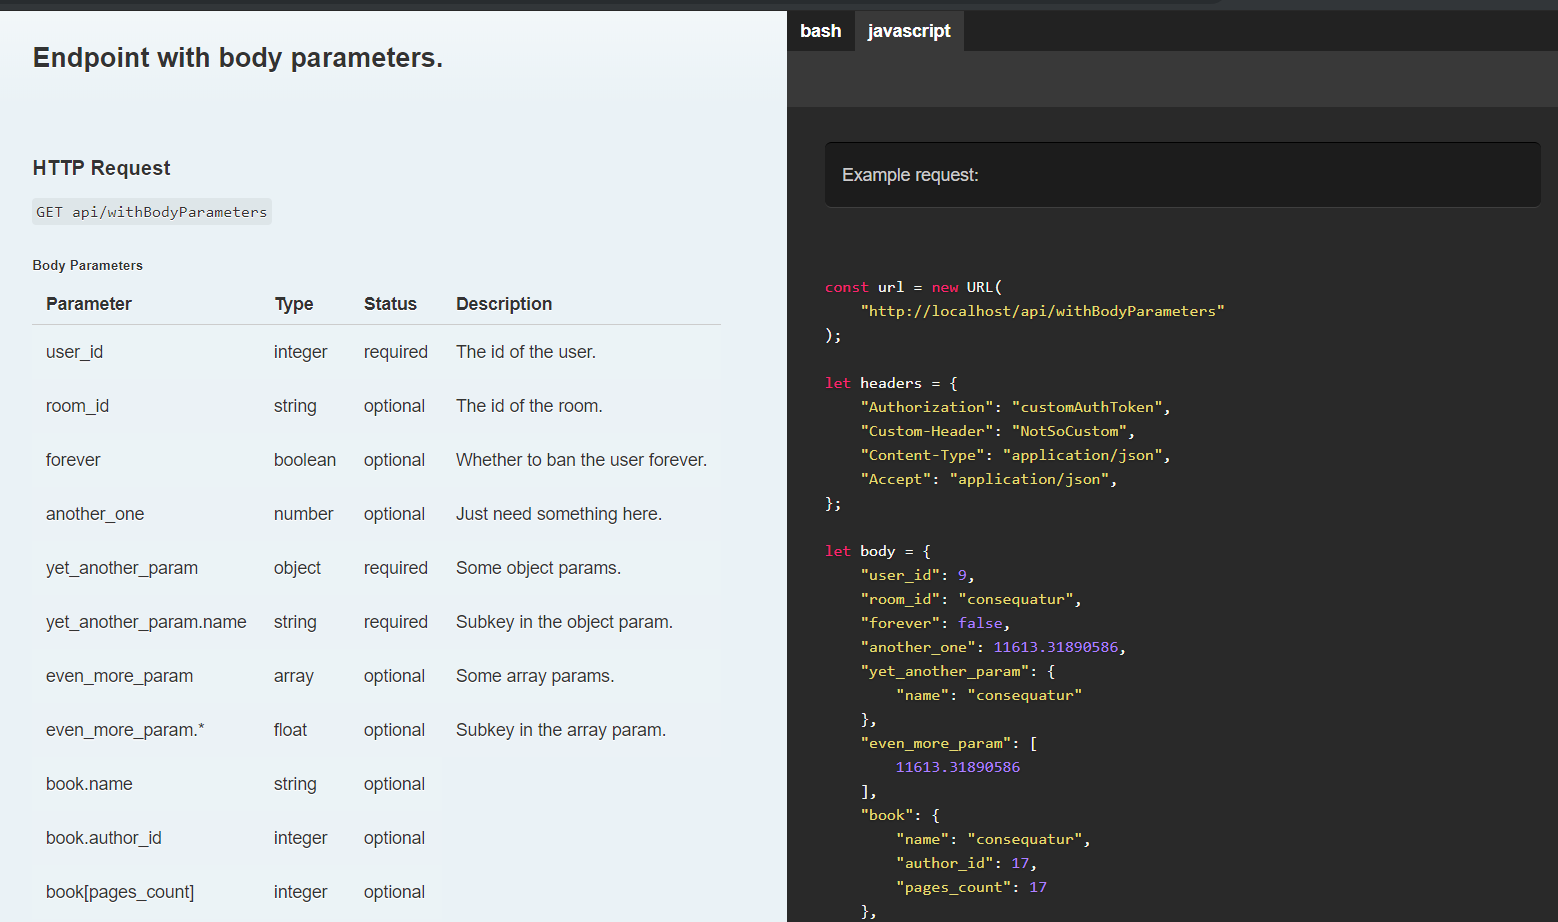 Endpoint with body parameters.
HTTP Request
GET api/withBodyParameters
Body Parameters
Parameter Type Status Description
user_id integer required The id of the user.
room_id string optional The id of the room.
forever boolean optional Whether to ban the user forever.
another_one number optional Just need something here.
yet_another_param object required Some object params.
yet_another_param.name string required Subkey in the object param.
even_more_param array optional Some array params.
even_more_param.* float optional Subkey in the array param.
book.name string optional
book.author_id integer optional
book[pages_count] integer optional
bash javascript
Example request:
const url = new URL(
    "http://localhost/api/withBodyParameters"
);
let headers = {
    "Authorization": "customAuthToken",
    "Custom-Header": "NotSoCustom",
    "Content-Type": "application/json",
    "Accept": "application/json",
};
let body = {
    "user_id": 9,
    "room_id": "consequatur",
    "forever": false,
    "another_one": 11613.31890586,
    "yet_another_param": {
        "name": "consequatur"
    },
    "even_more_param": [
        11613.31890586
    ],
    "book": {
        "name": "consequatur",
        "author_id": 17,
        "pages_count": 17
    },